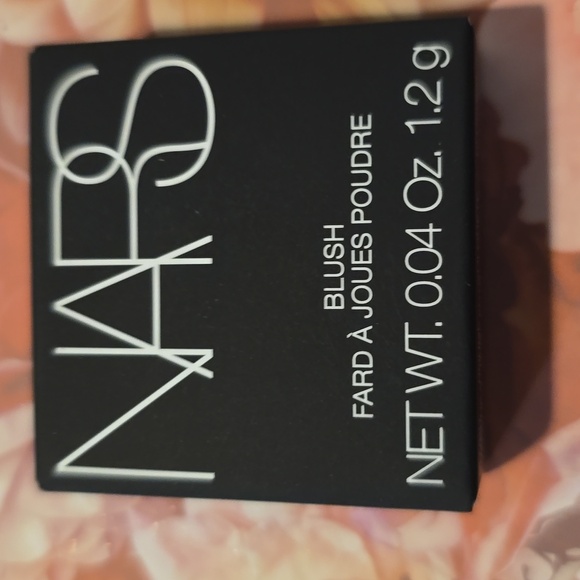 NARS
BLUSH
FARD À JOUES POUDRE
NET WT. 0.04 Oz. 1.2 g